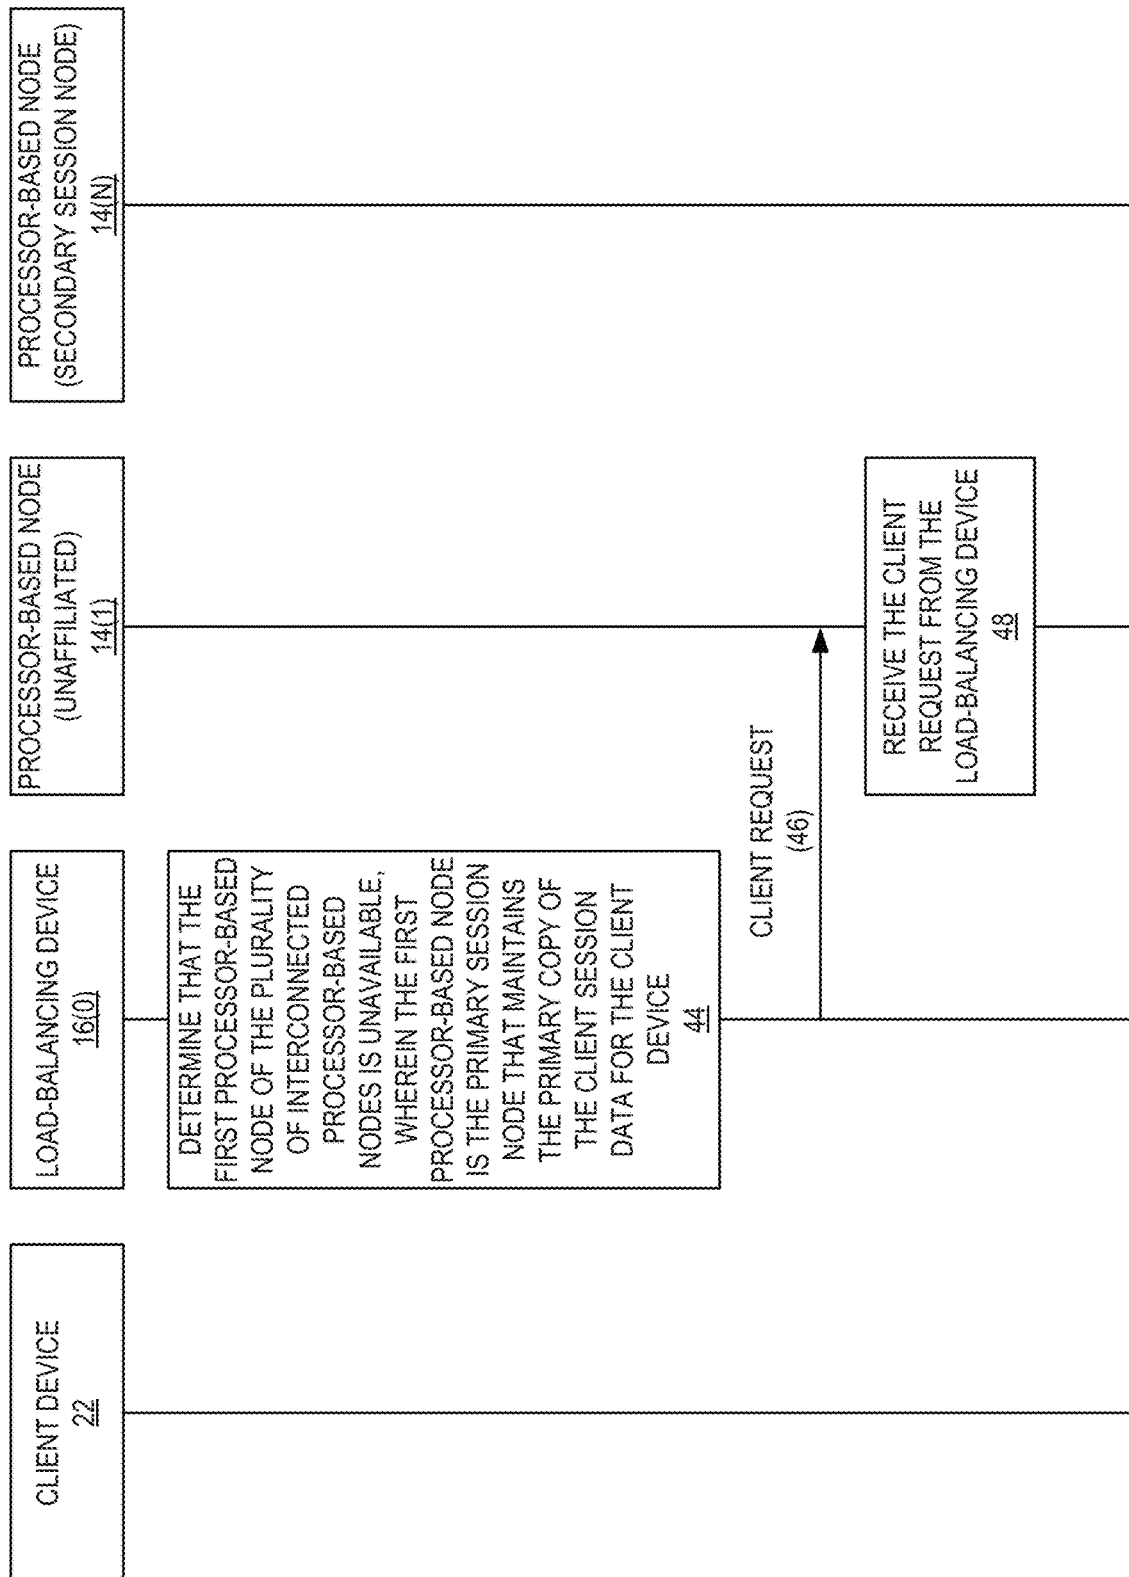 CLIENT DEVICE
22
LOAD-BALANCING DEVICE
16(0)
PROCESSOR-BASED NODE
(UNAFFILIATED)
14(1)
PROCESSOR-BASED NODE
(SECONDARY SESSION NODE)
14(N)
DETERMINE THAT THE
FIRST PROCESSOR-BASED
NODE OF THE PLURALITY
OF INTERCONNECTED
PROCESSOR-BASED
NODES IS UNAVAILABLE,
WHEREIN THE FIRST
PROCESSOR-BASED NODE
IS THE PRIMARY SESSION
NODE THAT MAINTAINS
THE PRIMARY COPY OF
THE CLIENT SESSION
DATA FOR THE CLIENT
DEVICE
44
CLIENT REQUEST
(46)
RECEIVE THE CLIENT
REQUEST FROM THE
LOAD-BALANCING DEVICE
48